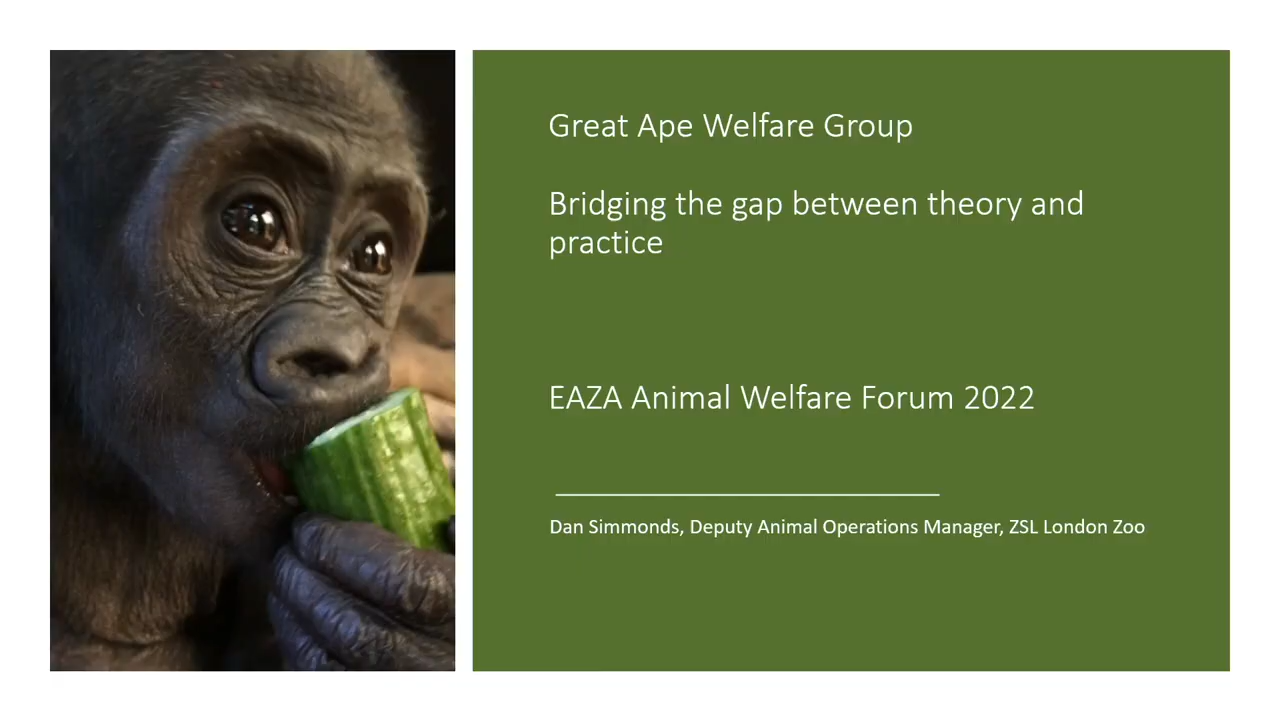 Great Ape Welfare Group
Bridging the gap between theory and
practice
EAZA Animal Welfare Forum 2022
Dan Simmonds, Deputy Animal Operations Manager, ZSL London Zoo